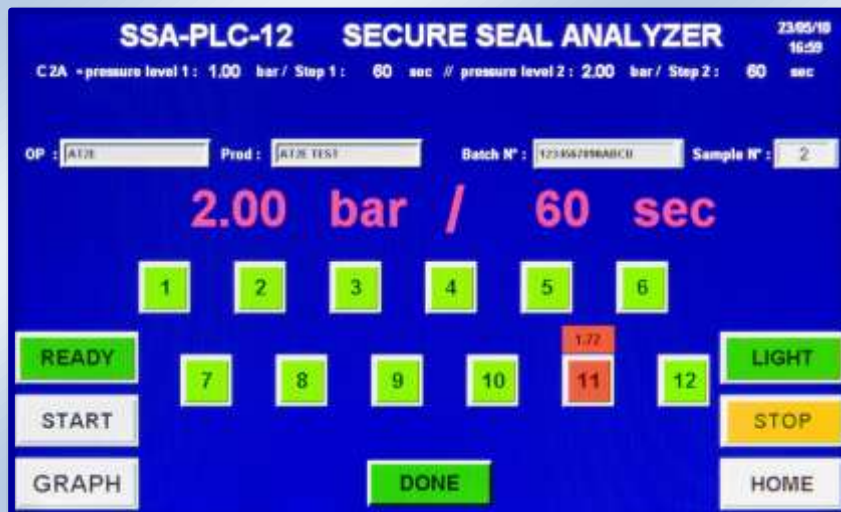 SSA-PLC-12 SECURE SEAL ANALYZER 23/05/18
16:59
C2A - pressure level 1 : 1.00 bar / Step 1 : 60 sec // pressure level 2 : 2.00 bar / Step 2 : 60 sec
OP : AT2E Prod : AT2E TEST Batch N° : 1234567890ABCD Sample N° : 2
2.00 bar / 60 sec
1 2 3 4 5 6
1.72
READY 7 8 9 10 11 12 LIGHT
START STOP
GRAPH DONE HOME